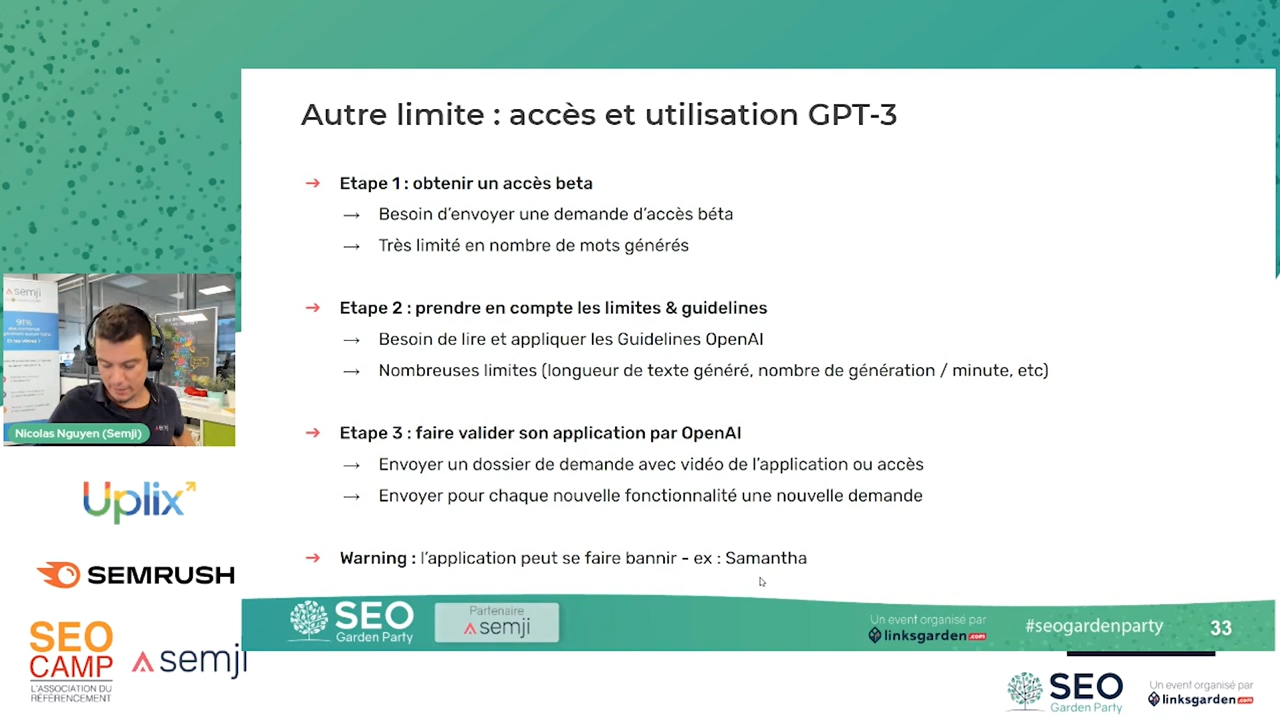 Autre limite : accès et utilisation GPT-3
→ Etape 1 : obtenir un accès beta
→ Besoin d'envoyer une demande d'accès béta
→ Très limité en nombre de mots générés
→ Etape 2 : prendre en compte les limites & guidelines
→ Besoin de lire et appliquer les Guidelines OpenAI
→ Nombreuses limites (longueur de texte généré, nombre de génération / minute, etc)
→ Etape 3 : faire valider son application par OpenAI
→ Envoyer un dossier de demande avec vidéo de l'application ou accès
→ Envoyer pour chaque nouvelle fonctionnalité une nouvelle demande
→ Warning : l'application peut se faire bannir - ex : Samantha
semji
91%
Nicolas Nguyen (Semji)
Uplix
SEMRUSH
SEO
CAMP
L'ASSOCIATION DU
RÉFÉRENCEMENT
semji
SEO
Garden Party
Partenaire
semji
Un event organisé par
linksgarden.com
#seogardenparty
33
SEO
Garden Party
Un event organisé par
linksgarden.com